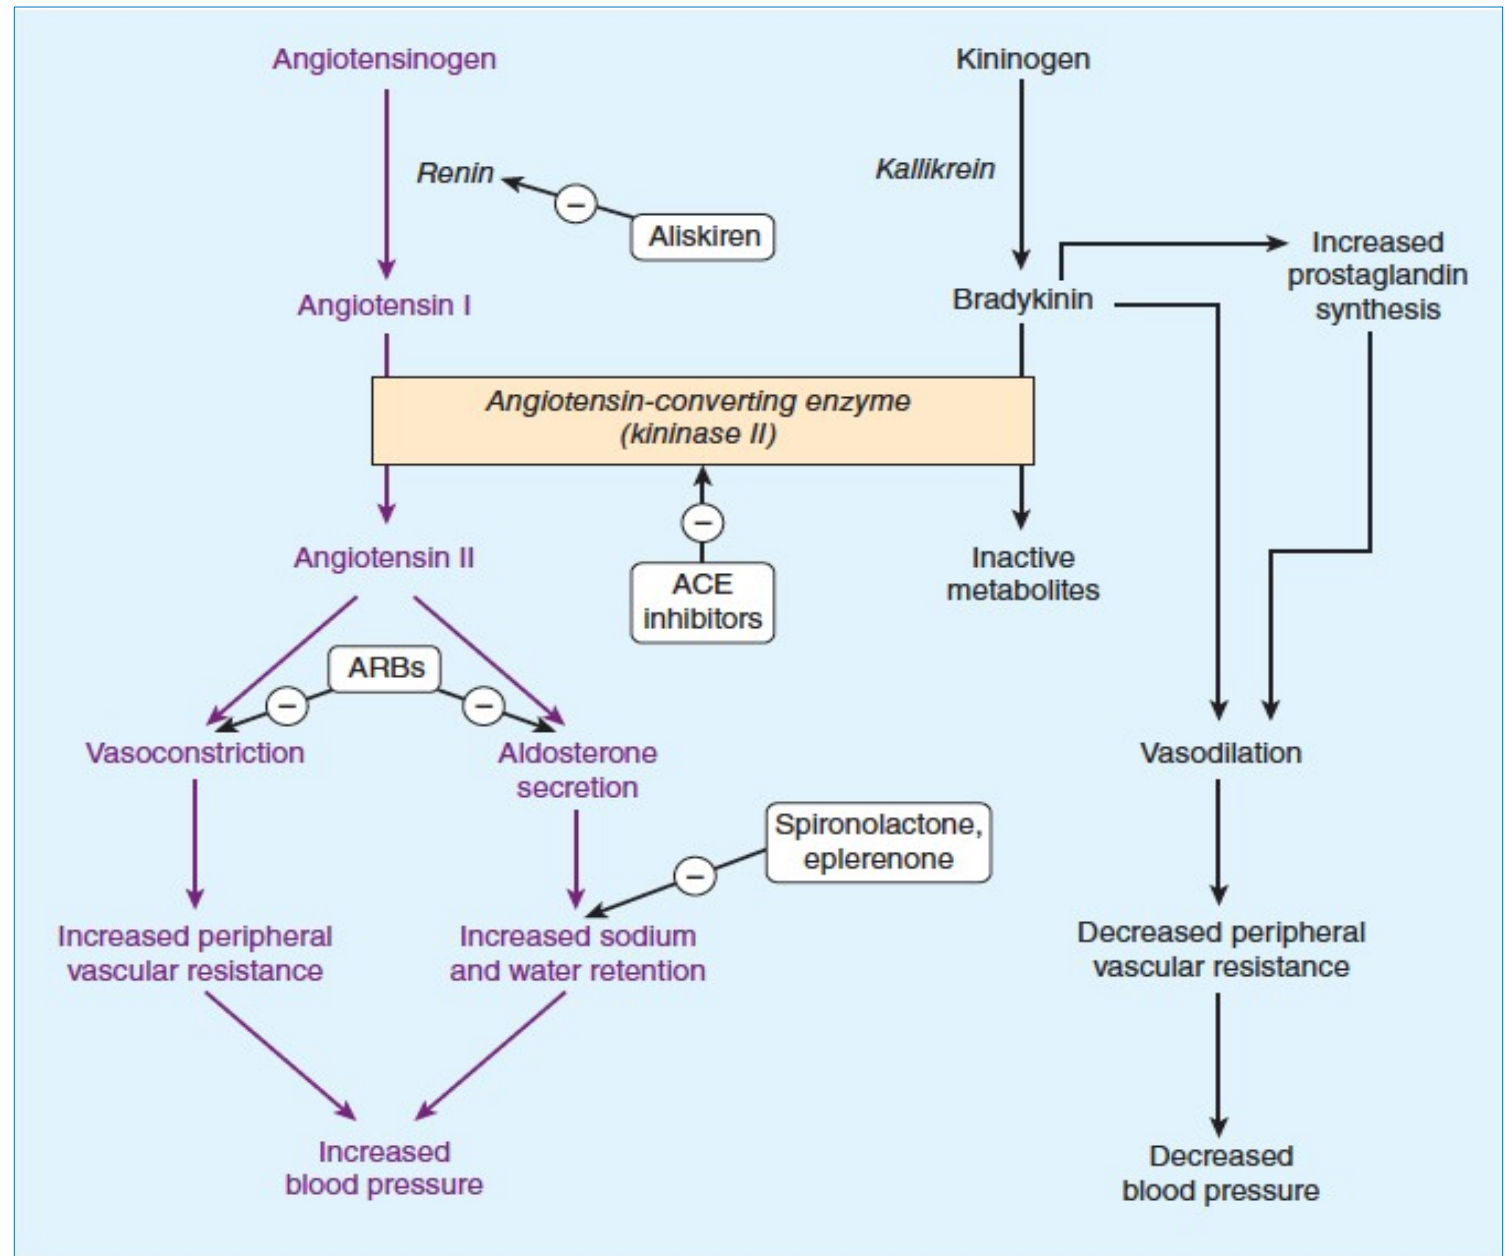 Angiotensinogen
Kininogen
Renin
–
Aliskiren
Kallikrein
Increased
prostaglandin
synthesis
Angiotensin I
Bradykinin
Angiotensin-converting enzyme
(kininase II)
–
ACE
inhibitors
Angiotensin II
Inactive
metabolites
ARBs
–
–
Vasoconstriction
Aldosterone
secretion
Vasodilation
Spironolactone,
eplerenone
–
Increased peripheral
vascular resistance
Increased sodium
and water retention
Decreased peripheral
vascular resistance
Increased
blood pressure
Decreased
blood pressure